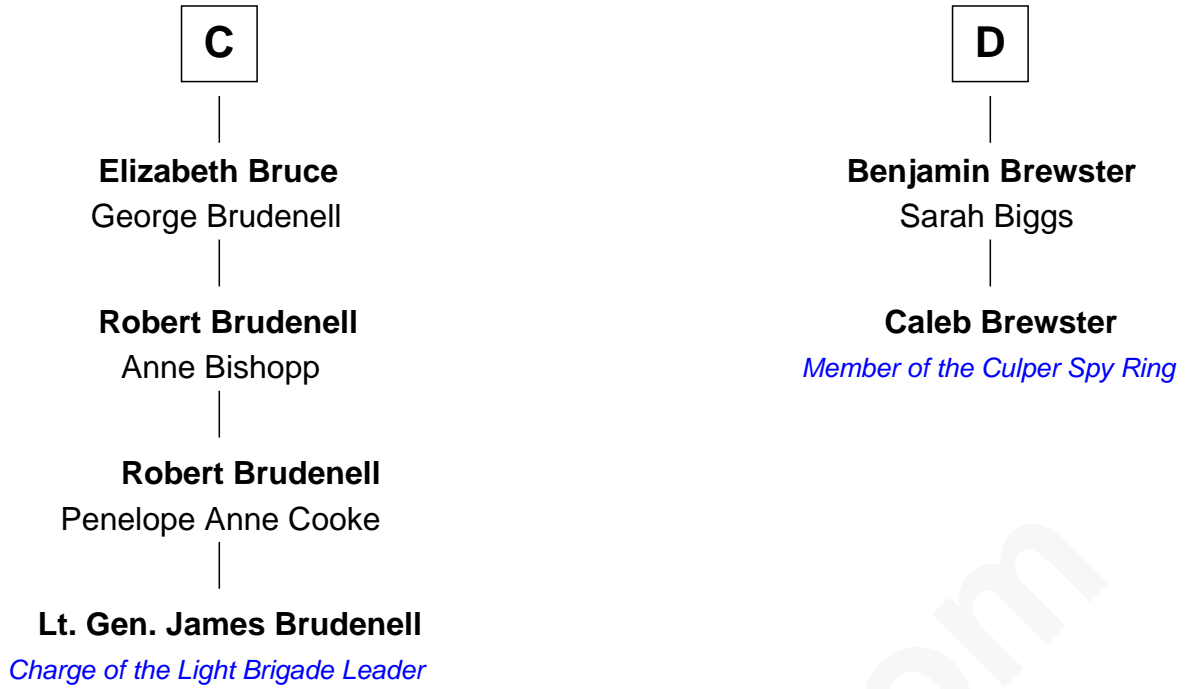 C
Elizabeth Bruce
George Brudenell
Robert Brudenell
Anne Bishopp
Robert Brudenell
Penelope Anne Cooke
Lt. Gen. James Brudenell
Charge of the Light Brigade Leader
D
Benjamin Brewster
Sarah Biggs
Caleb Brewster
Member of the Culper Spy Ring
om